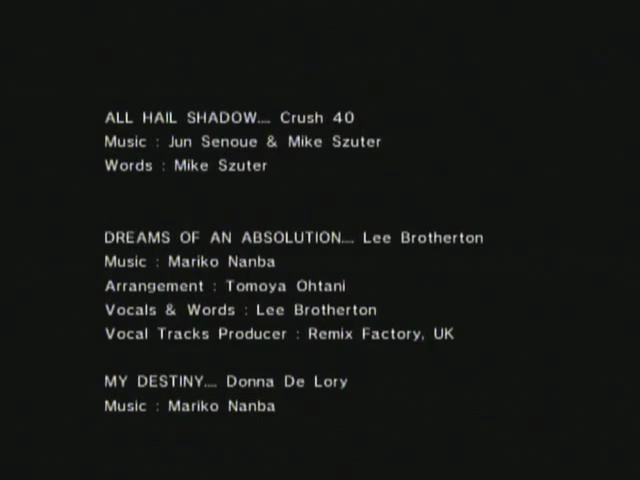 ALL HAIL SHADOW.... Crush 40
Music : Jun Senoue & Mike Szuter
Words : Mike Szuter
DREAMS OF AN ABSOLUTION.... Lee Brotherton
Music : Mariko Nanba
Arrangement : Tomoya Ohtani
Vocals & Words : Lee Brotherton
Vocal Tracks Producer : Remix Factory, UK
MY DESTINY.... Donna De Lory
Music : Mariko Nanba